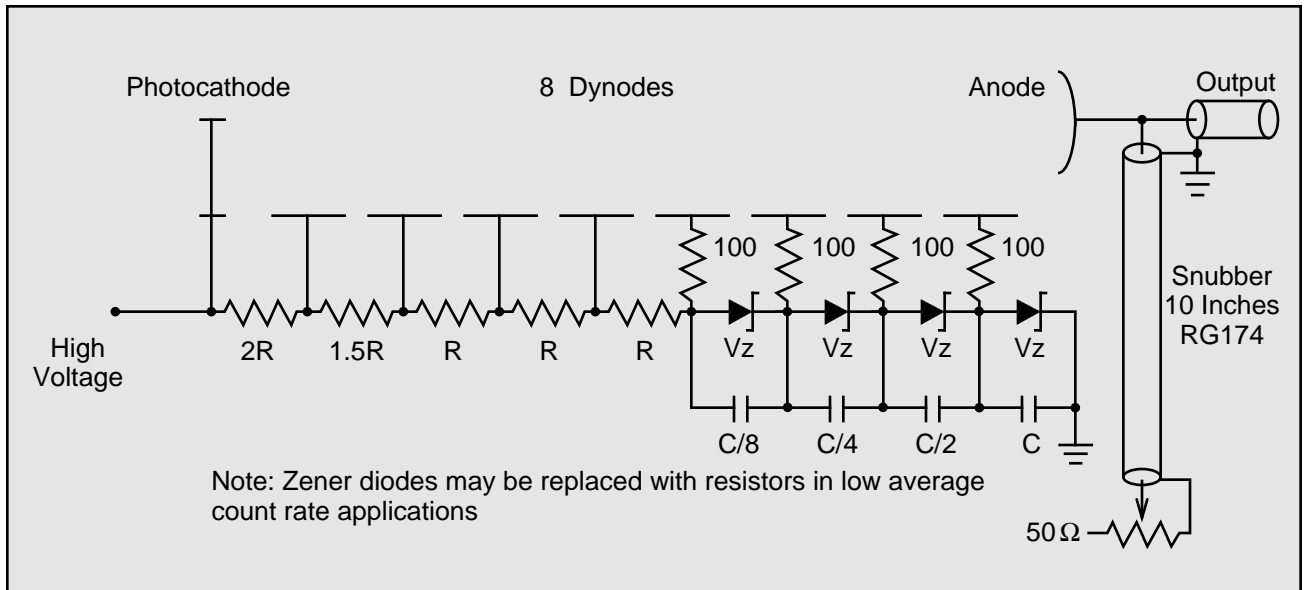 Photocathode
8 Dynodes
Anode
Output
100
100
100
100
Snubber
10 Inches
RG174
High
Voltage
2R
1.5R
R
R
R
Vz
Vz
Vz
Vz
C/8
C/4
C/2
C
Note: Zener diodes may be replaced with resistors in low average
count rate applications
50Ω